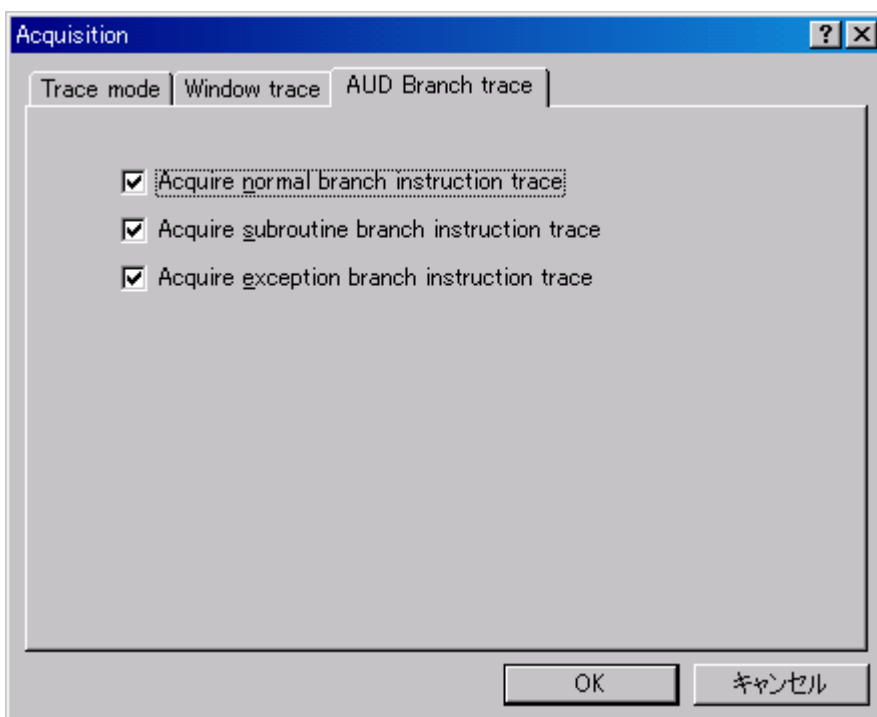 Acquisition
Trace mode Window trace AUD Branch trace
Acquire normal branch instruction trace
Acquire subroutine branch instruction trace
Acquire exception branch instruction trace
OK キャンセル